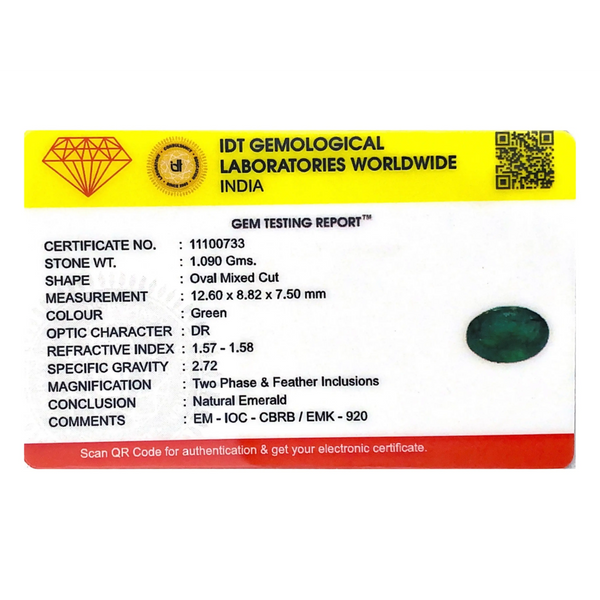 IDT GEMOLOGICAL
LABORATORIES WORLDWIDE
INDIA
GEM TESTING REPORT™
CERTIFICATE NO. : 11100733
STONE WT. : 1.090 Gms.
SHAPE : Oval Mixed Cut
MEASUREMENT : 12.60 x 8.82 x 7.50 mm
COLOUR : Green
OPTIC CHARACTER : DR
REFRACTIVE INDEX : 1.57 - 1.58
SPECIFIC GRAVITY : 2.72
MAGNIFICATION : Two Phase & Feather Inclusions
CONCLUSION : Natural Emerald
COMMENTS : EM - IOC - CBRB / EMK - 920
Scan QR Code for authentication & get your electronic certificate.